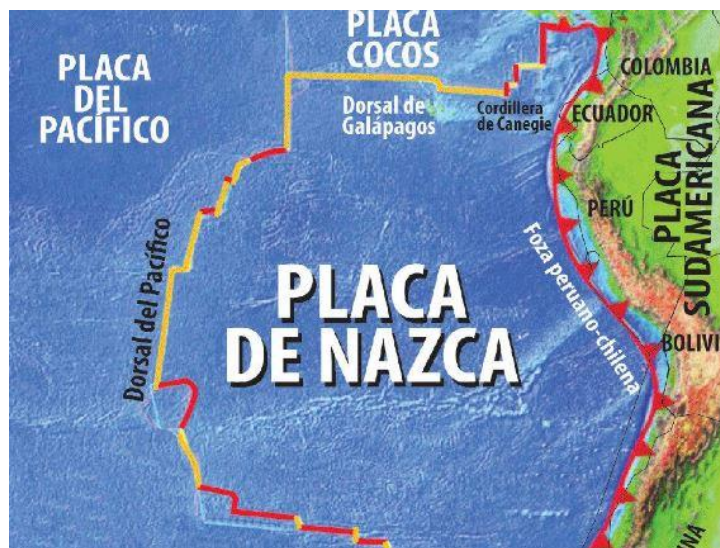 PLACA
DEL
PACÍFICO
PLACA
COCOS
Dorsal de
Galápagos
Cordillera
de Canegie
COLOMBIA
ECUADOR
PERÚ
PLACA
SUDAMERICANA
BOLIVI
Foza peruano-chilena
Dorsal del Pacífico
PLACA
DE NAZCA
NA